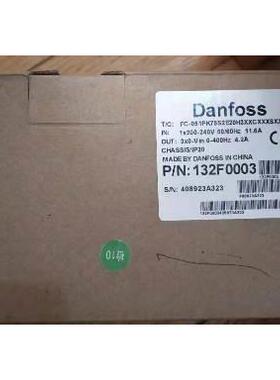 Danfoss
T/C: FC-051PK75S2E20H3XXCXXXSXX
IN: 1x200-240V 50/60Hz 11.6A
OUT: 3x0-Vin 0-400Hz 4.2A
CHASSIS/IP20
MADE BY DANFOSS IN CHINA
P/N: 132F0003
S/N: 408923A323